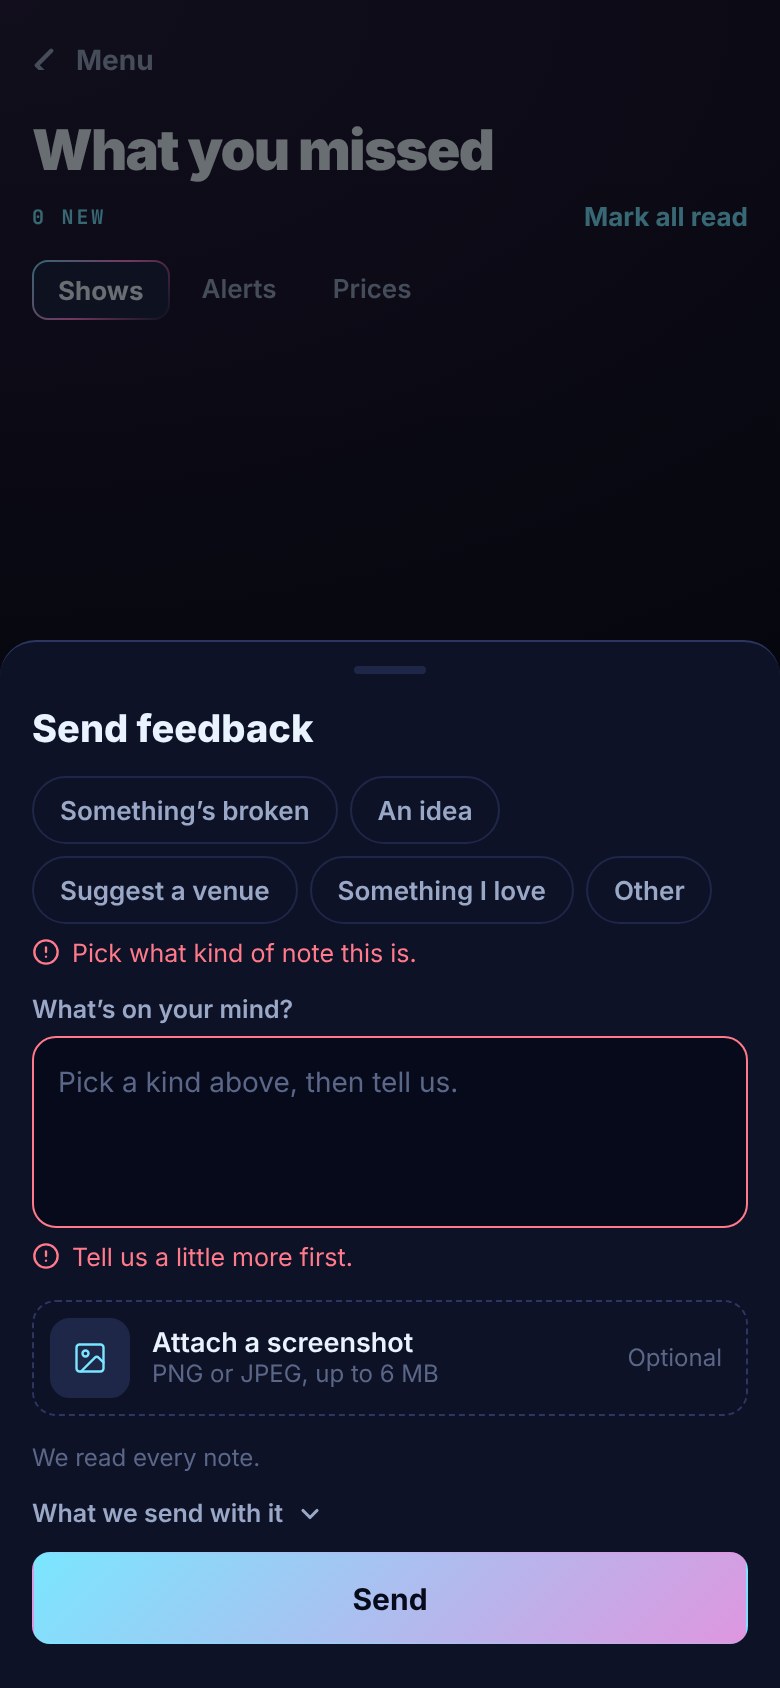 Menu
What you missed
0 NEW
Mark all read
Shows
Alerts
Prices
Send feedback
Something’s broken
An idea
Suggest a venue
Something I love
Other
Pick what kind of note this is.
What’s on your mind?
Pick a kind above, then tell us.
Tell us a little more first.
Attach a screenshot
PNG or JPEG, up to 6 MB
Optional
We read every note.
What we send with it
Send